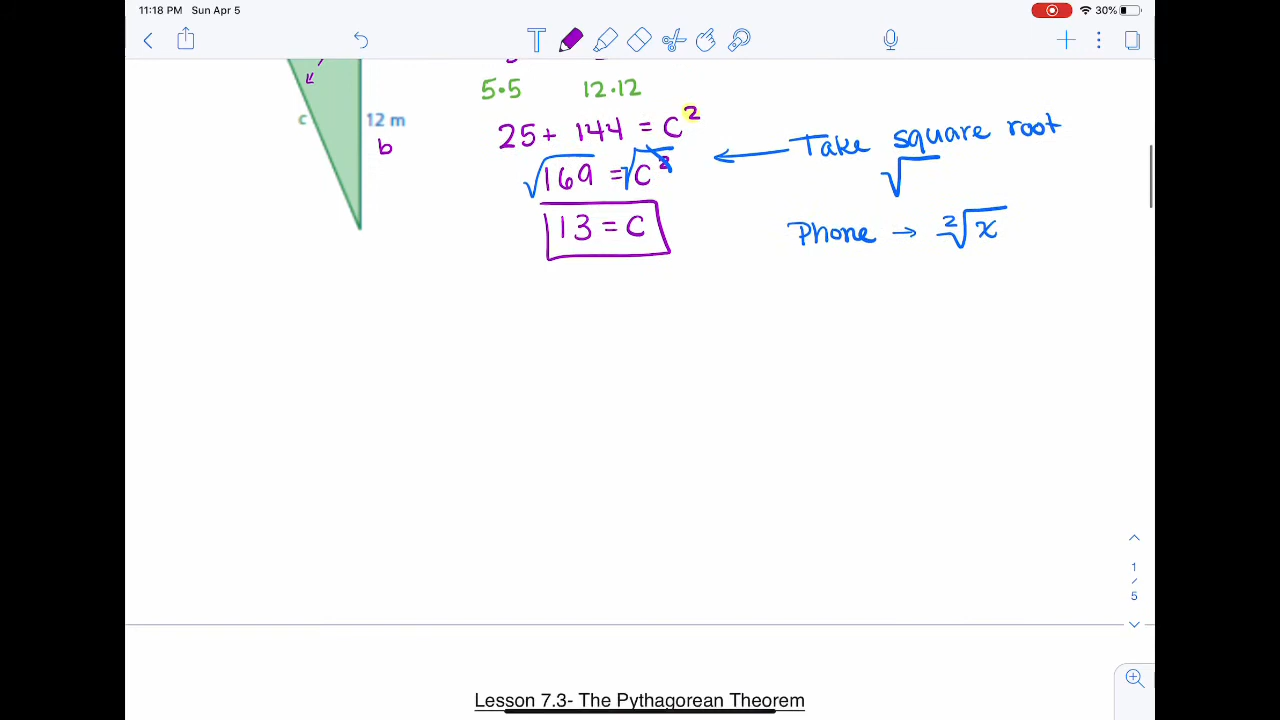 11:18 PM Sun Apr 5
30%
T
5·5 12·12
c
12 m
b
25 + 144 = C²
√169 = √C²
13 = C
Take square root
√
Phone → ²√x
1
/
5
Lesson 7.3- The Pythagorean Theorem